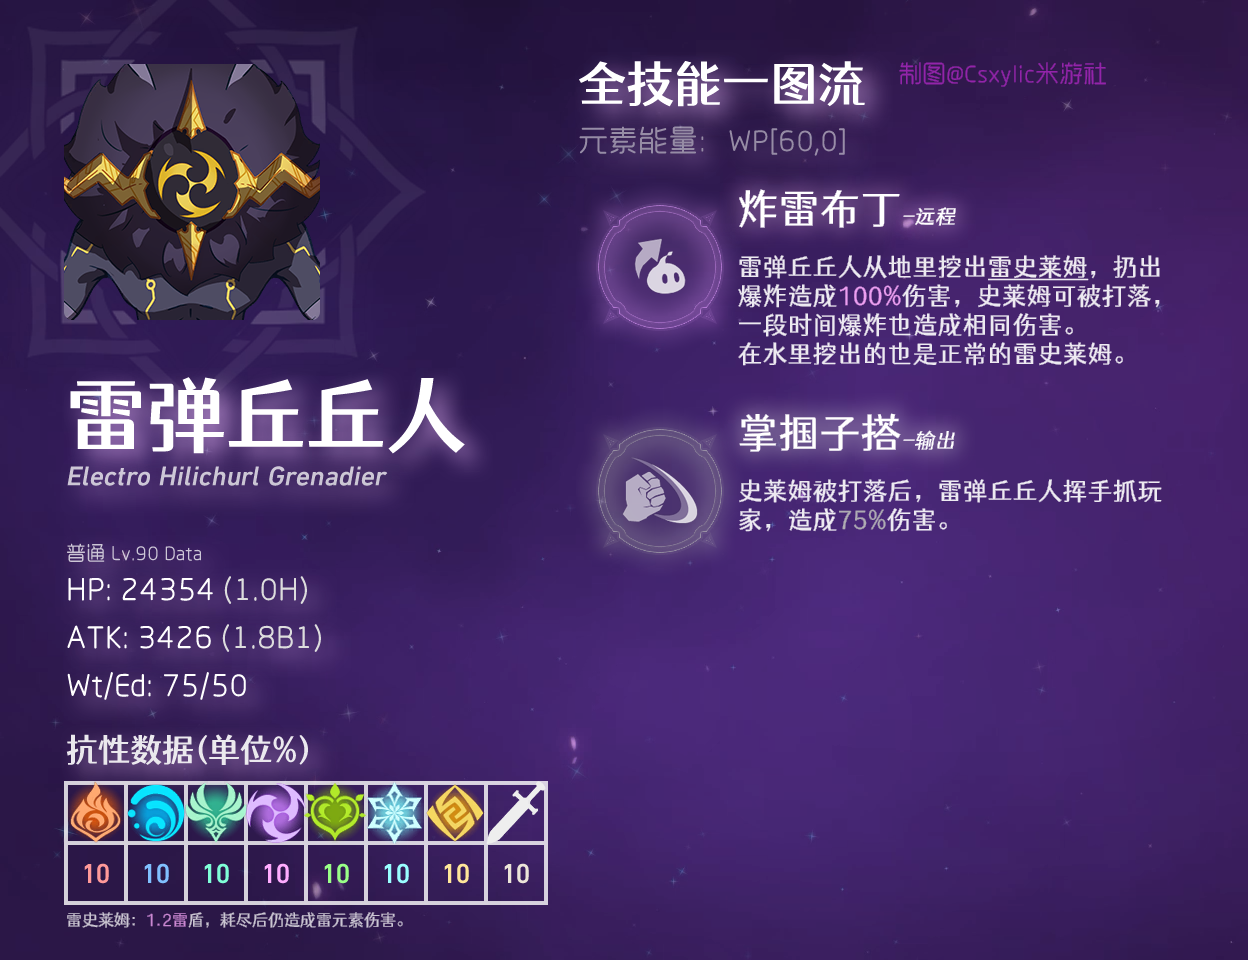 全技能一图流
制图@Csxylic米游社
元素能量： WP[60,0]
炸雷布丁-远程
雷弹丘丘人从地里挖出雷史莱姆，扔出
爆炸造成100%伤害，史莱姆可被打落，
一段时间爆炸也造成相同伤害。
在水里挖出的也是正常的雷史莱姆。
掌掴子搭-输出
史莱姆被打落后，雷弹丘丘人挥手抓玩
家，造成75%伤害。
雷弹丘丘人
Electro Hilichurl Grenadier
普通 Lv.90 Data
HP: 24354 (1.0H)
ATK: 3426 (1.8B1)
Wt/Ed: 75/50
抗性数据(单位%)
10 10 10 10 10 10 10 10
雷史莱姆：1.2雷盾，耗尽后仍造成雷元素伤害。